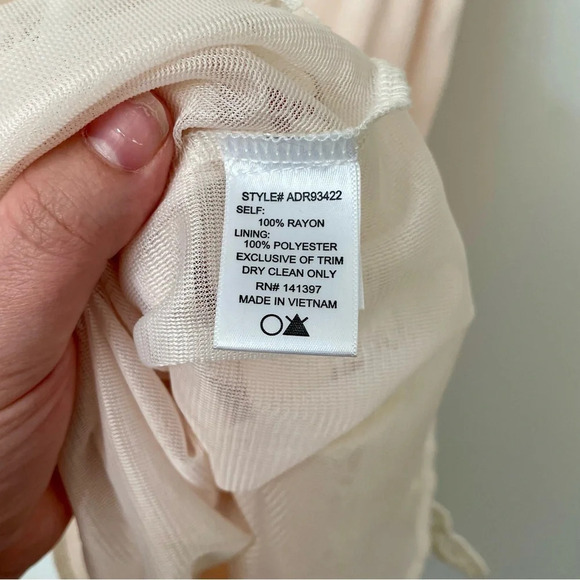 STYLE# ADR93422
SELF:
100% RAYON
LINING:
100% POLYESTER
EXCLUSIVE OF TRIM
DRY CLEAN ONLY
RN# 141397
MADE IN VIETNAM